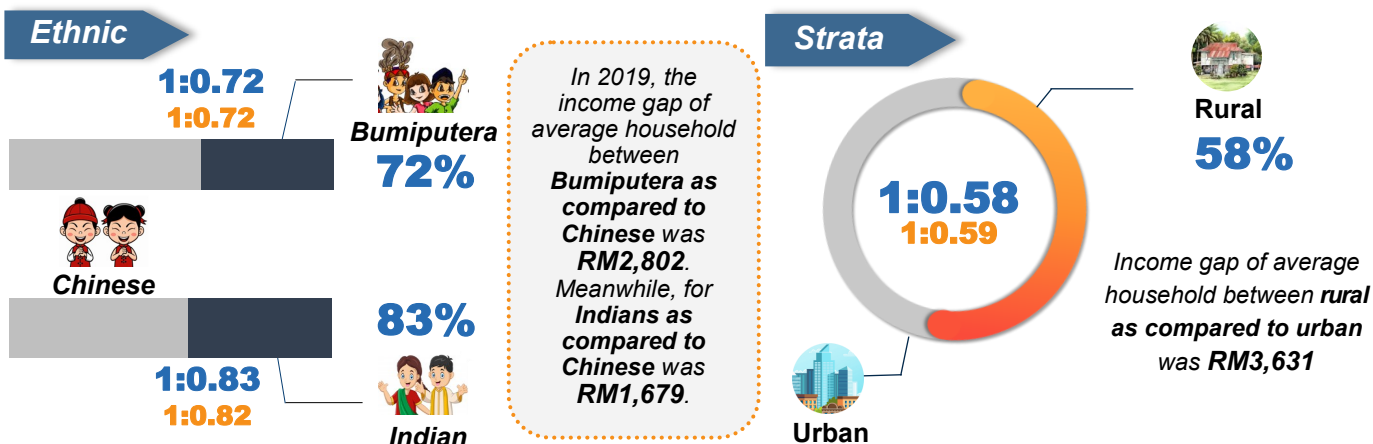 Ethnic
1:0.72
1:0.72
Bumiputera
72%
Chinese
83%
1:0.83
1:0.82
Indian
In 2019, the
income gap of
average household
between
Bumiputera as
compared to
Chinese was
RM2,802.
Meanwhile, for
Indians as
compared to
Chinese was
RM1,679.
Strata
Rural
58%
1:0.58
1:0.59
Income gap of average
household between rural
as compared to urban
was RM3,631
Urban